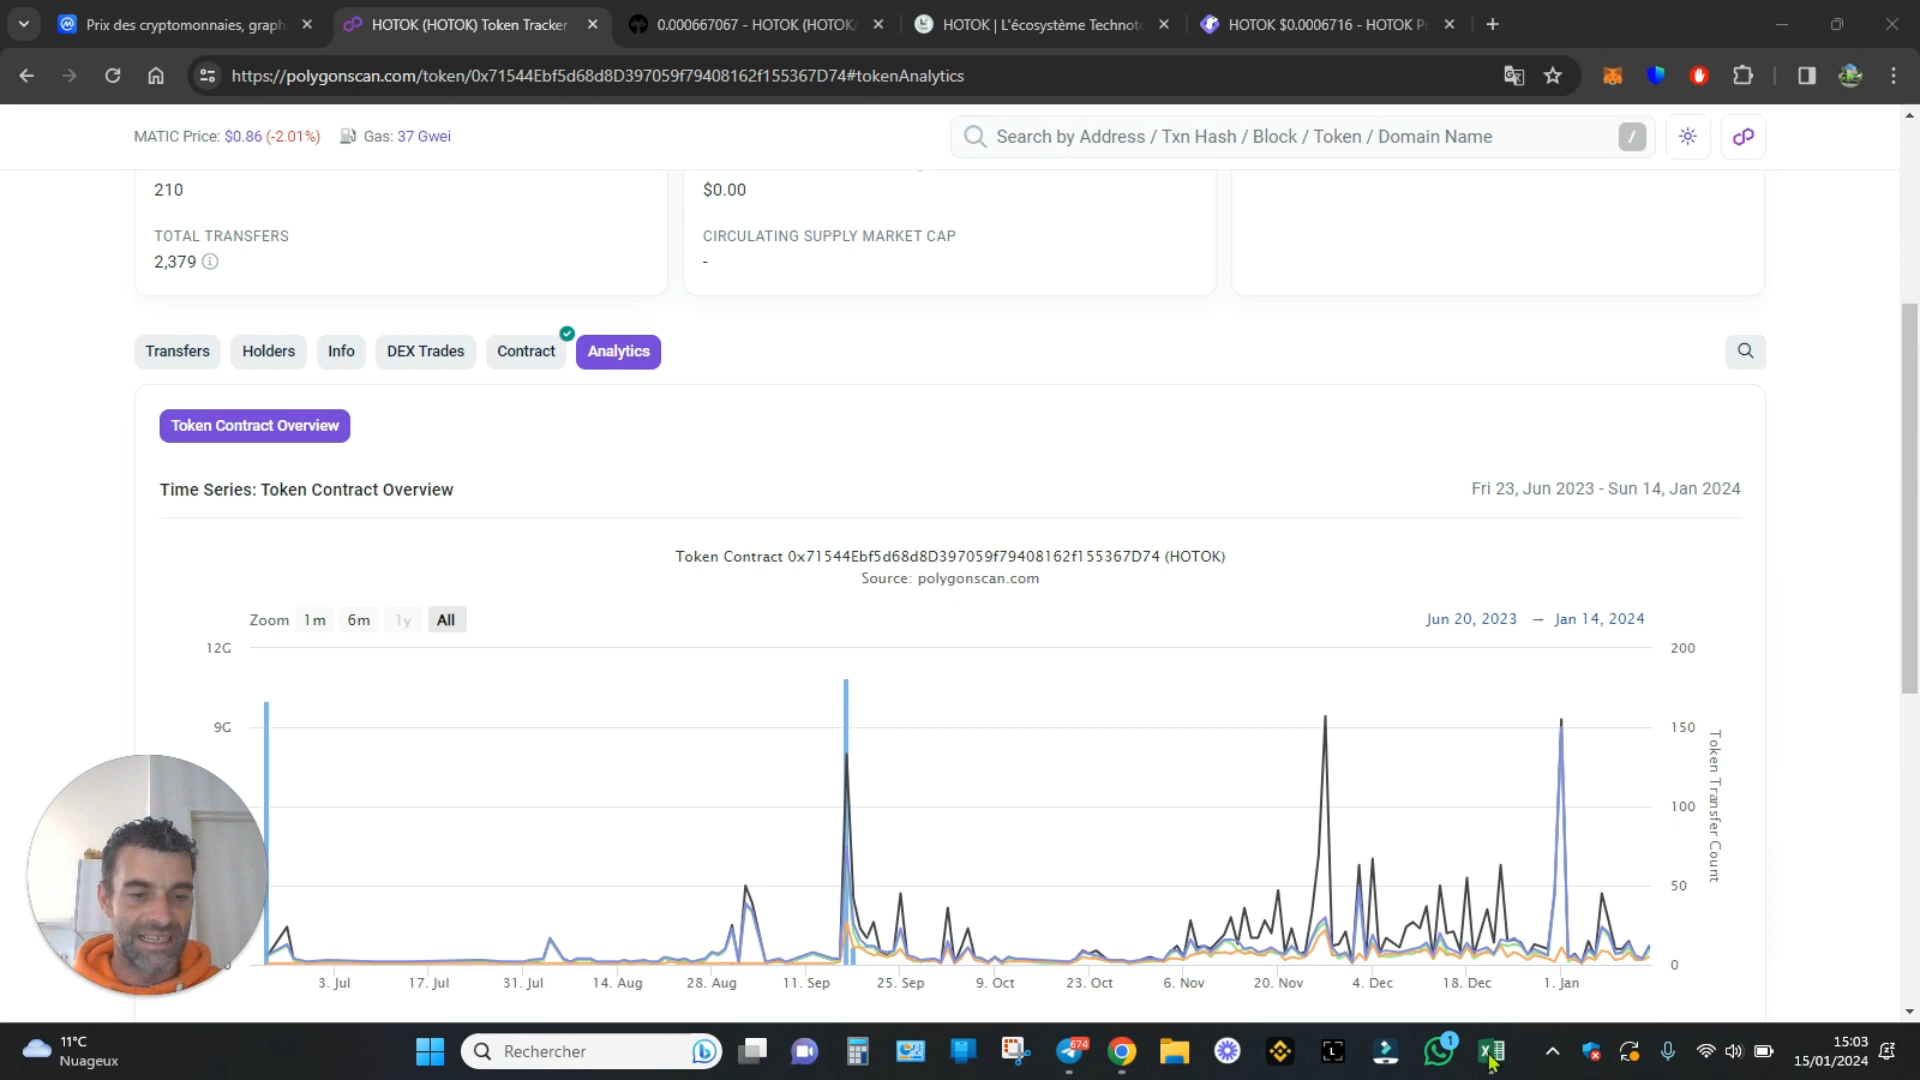 Prix des cryptomonnaies, graph
HOTOK (HOTOK) Token Tracker
0.000667067 - HOTOK (HOTOK/
HOTOK | L'écosystème Technoto
HOTOK $0.0006716 - HOTOK Pr
https://polygonscan.com/token/0x71544Ebf5d68d8D397059f79408162f155367D74#tokenAnalytics
MATIC Price: $0.86 (-2.01%) Gas: 37 Gwei
Search by Address / Txn Hash / Block / Token / Domain Name /
210
$0.00
TOTAL TRANSFERS
CIRCULATING SUPPLY MARKET CAP
2,379
-
Transfers Holders Info DEX Trades Contract Analytics
Token Contract Overview
Time Series: Token Contract Overview
Fri 23, Jun 2023 - Sun 14, Jan 2024
Token Contract 0x71544Ebf5d68d8D397059f79408162f155367D74 (HOTOK)
Source: polygonscan.com
Zoom 1m 6m 1y All
Jun 20, 2023 → Jan 14, 2024
12G
200
9G
150
100
50
0
Token Transfer Count
3. Jul 17. Jul 31. Jul 14. Aug 28. Aug 11. Sep 25. Sep 9. Oct 23. Oct 6. Nov 20. Nov 4. Dec 18. Dec 1. Jan
11°C
Nuageux
Rechercher
674
1
15:03
15/01/2024